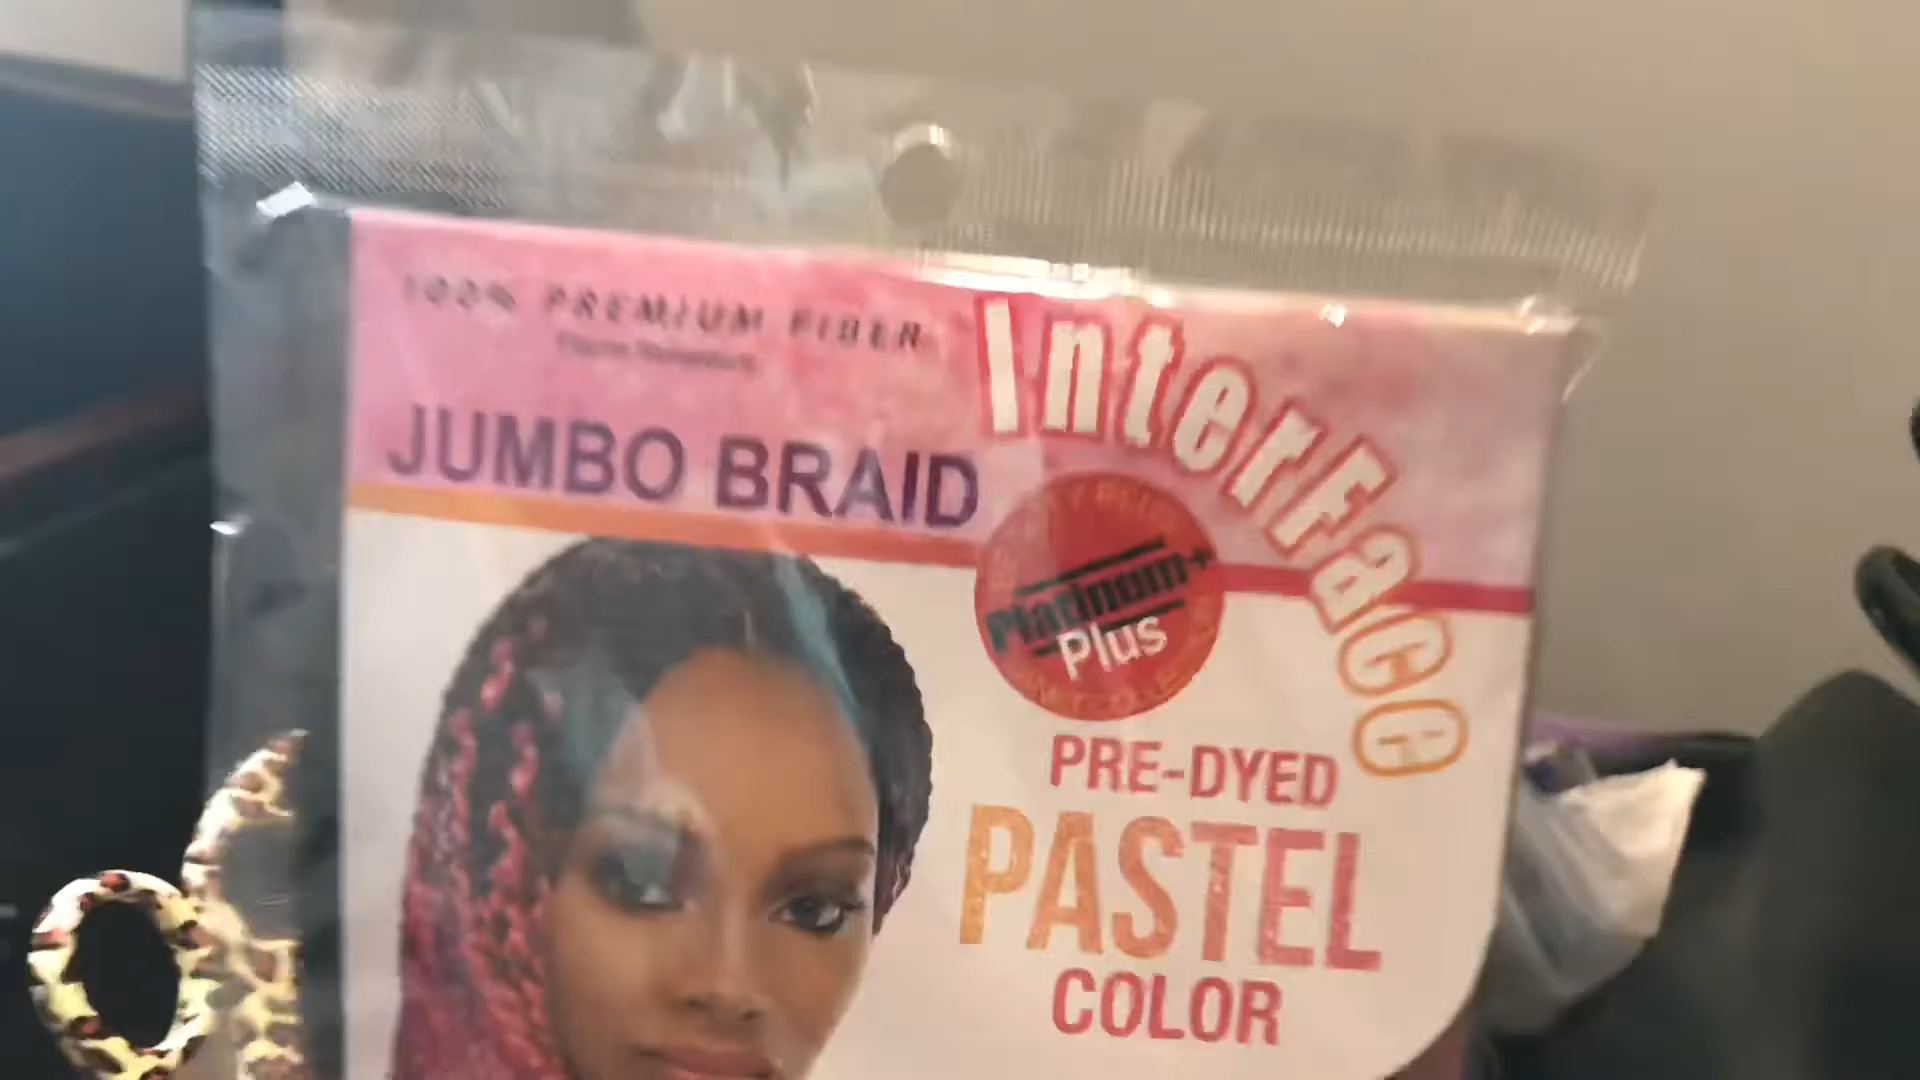 100% PREMIUM FIBER
JUMBO BRAID
InterFace
Platinum+
Plus
PRE-DYED
PASTEL
COLOR